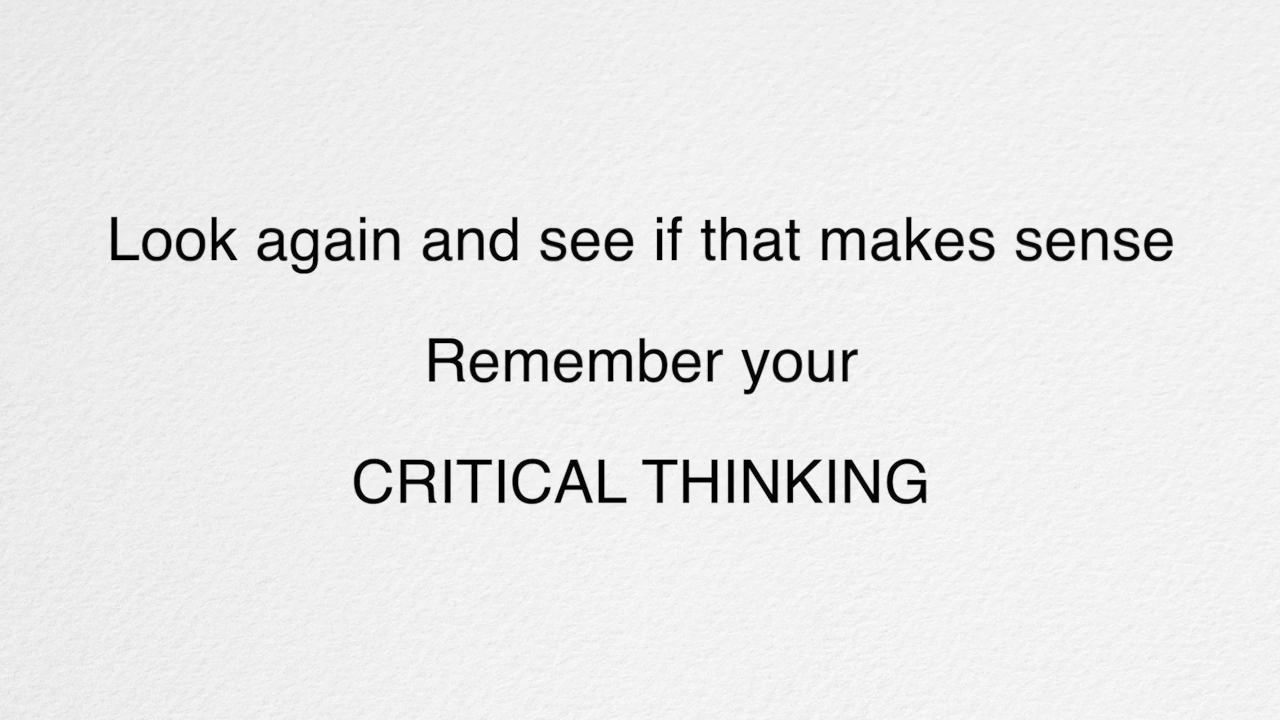 Look again and see if that makes sense
Remember your
CRITICAL THINKING